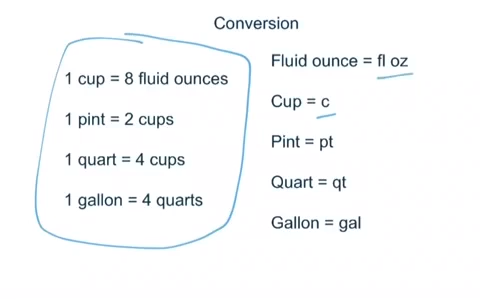 Conversion
1 cup = 8 fluid ounces
1 pint = 2 cups
1 quart = 4 cups
1 gallon = 4 quarts
Fluid ounce = fl oz
Cup = c
Pint = pt
Quart = qt
Gallon = gal